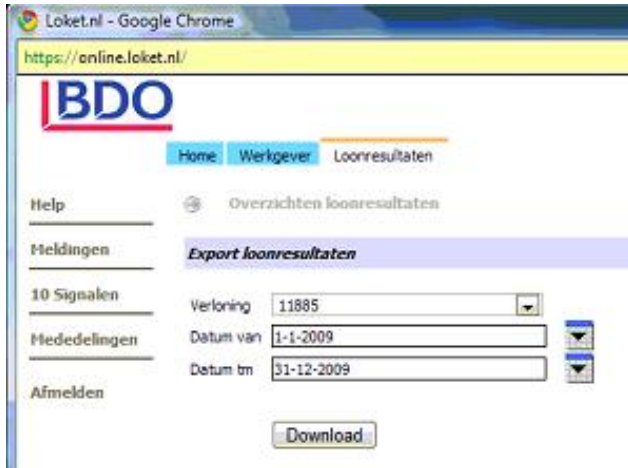 Loket.nl - Google Chrome
https://online.loket.nl/
BDO
Home Werkgever Loonresultaten
Help
Overzichten loonresultaten
Meldingen
Export loonresultaten
10 Signalen
Verloning 11885
Mededelingen
Datum van 1-1-2009
Datum tm 31-12-2009
Afmelden
Download